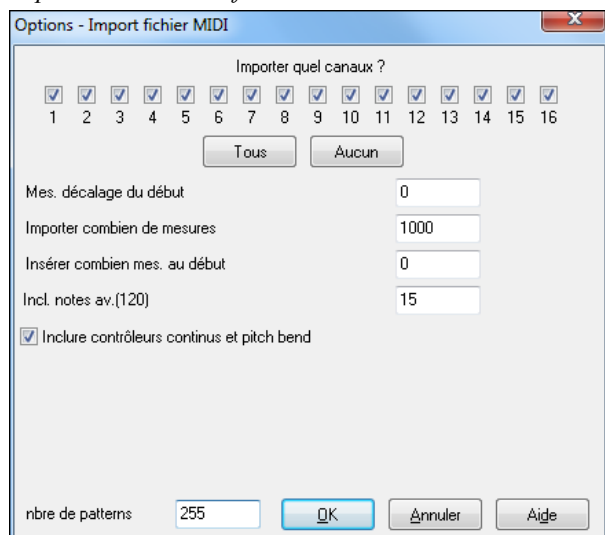 Options - Import fichier MIDI
Importer quel canaux ?
1 2 3 4 5 6 7 8 9 10 11 12 13 14 15 16
Tous Aucun
Mes. décalage du début 0
Importer combien de mesures 1000
Insérer combien mes. au début 0
Incl. notes av.(120) 15
Inclure contrôleurs continus et pitch bend
nbre de patterns 255 OK Annuler Aide